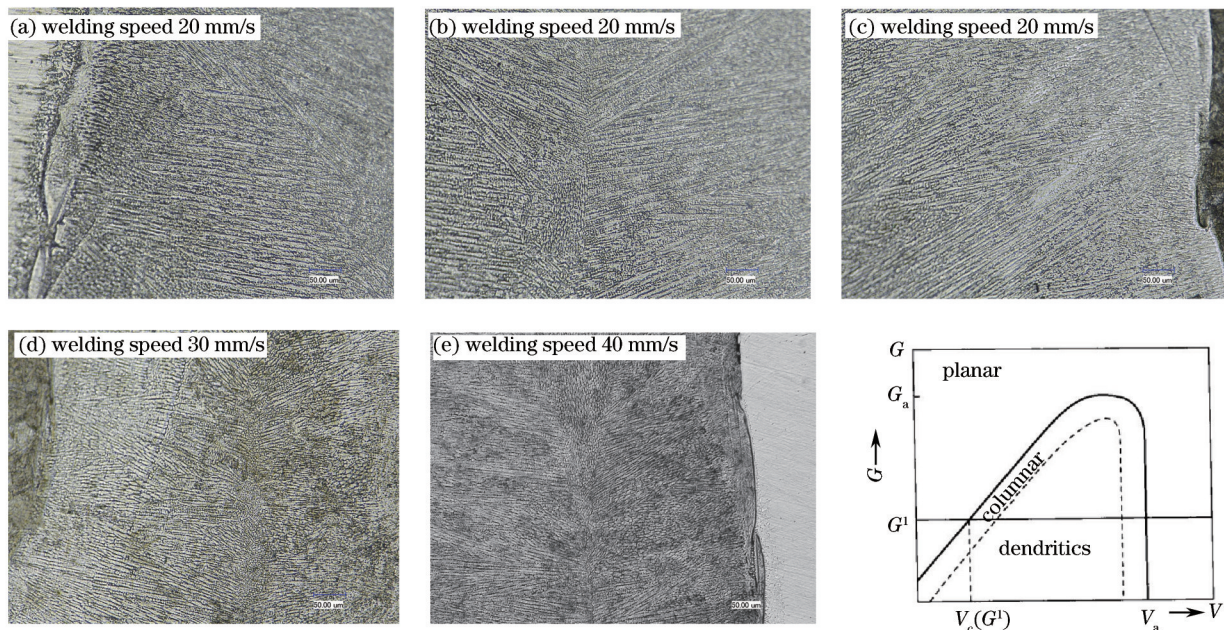 (a) welding speed 20 mm/s
(b) welding speed 20 mm/s
(c) welding speed 20 mm/s
50.00 um
50.00 um
50.00 um
(d) welding speed 30 mm/s
(e) welding speed 40 mm/s
50.00 um
50.00 um
G
planar
Ga
G
columnar
G¹
dendritics
Vc(G¹)
Va
V